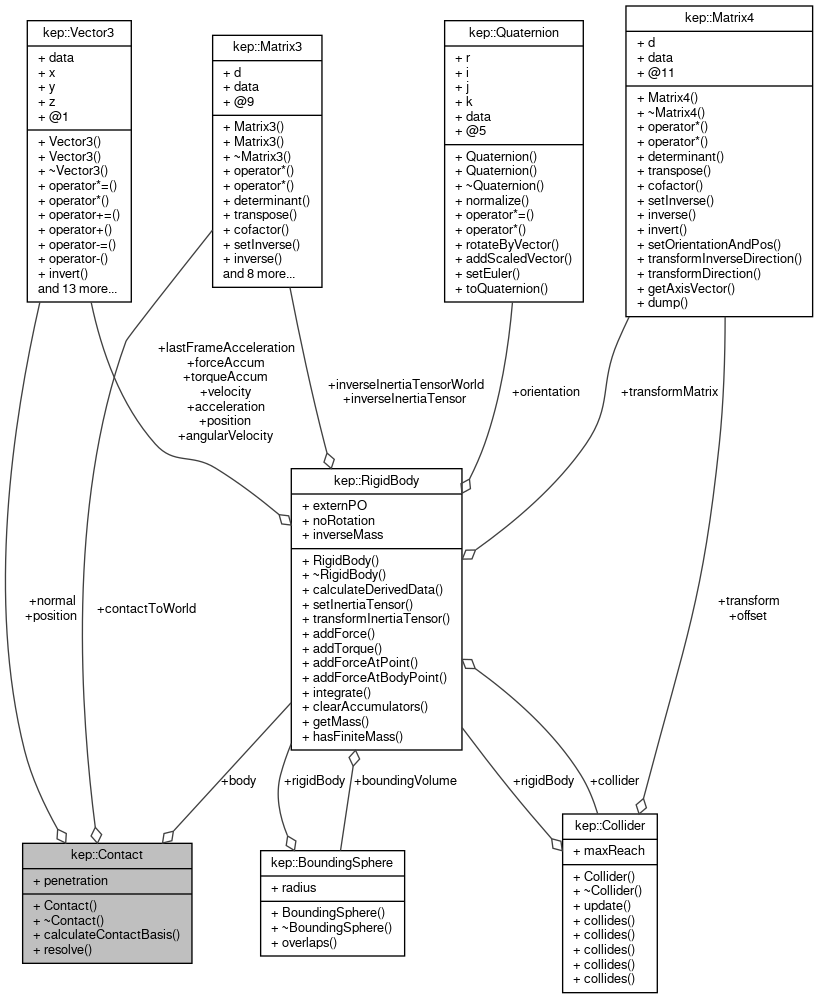 kep::Vector3
+ data
+ x
+ y
+ z
+ @1
+ Vector3()
+ Vector3()
+ ~Vector3()
+ operator*=()
+ operator*()
+ operator+=()
+ operator+()
+ operator-=()
+ operator-()
+ invert()
and 13 more...
kep::Matrix3
+ d
+ data
+ @9
+ Matrix3()
+ Matrix3()
+ ~Matrix3()
+ operator*()
+ operator*()
+ determinant()
+ transpose()
+ cofactor()
+ setInverse()
+ inverse()
and 8 more...
kep::Quaternion
+ r
+ i
+ j
+ k
+ data
+ @5
+ Quaternion()
+ Quaternion()
+ ~Quaternion()
+ normalize()
+ operator*=()
+ operator*()
+ rotateByVector()
+ addScaledVector()
+ setEuler()
+ toQuaternion()
kep::Matrix4
+ d
+ data
+ @11
+ Matrix4()
+ ~Matrix4()
+ operator*()
+ operator*()
+ determinant()
+ transpose()
+ cofactor()
+ setInverse()
+ inverse()
+ invert()
+ setOrientationAndPos()
+ transformInverseDirection()
+ transformDirection()
+ getAxisVector()
+ dump()
+lastFrameAcceleration
+forceAccum
+torqueAccum
+velocity
+acceleration
+position
+angularVelocity
+inverseInertiaTensorWorld
+inverseInertiaTensor
+orientation
+transformMatrix
kep::RigidBody
+ externPO
+ noRotation
+ inverseMass
+ RigidBody()
+ ~RigidBody()
+ calculateDerivedData()
+ setInertiaTensor()
+ transformInertiaTensor()
+ addForce()
+ addTorque()
+ addForceAtPoint()
+ addForceAtBodyPoint()
+ integrate()
+ clearAccumulators()
+ getMass()
+ hasFiniteMass()
+normal
+position
+contactToWorld
+transform
+offset
+body
+rigidBody
+boundingVolume
+rigidBody
+collider
kep::Contact
+ penetration
+ Contact()
+ ~Contact()
+ calculateContactBasis()
+ resolve()
kep::BoundingSphere
+ radius
+ BoundingSphere()
+ ~BoundingSphere()
+ overlaps()
kep::Collider
+ maxReach
+ Collider()
+ ~Collider()
+ update()
+ collides()
+ collides()
+ collides()
+ collides()
+ collides()